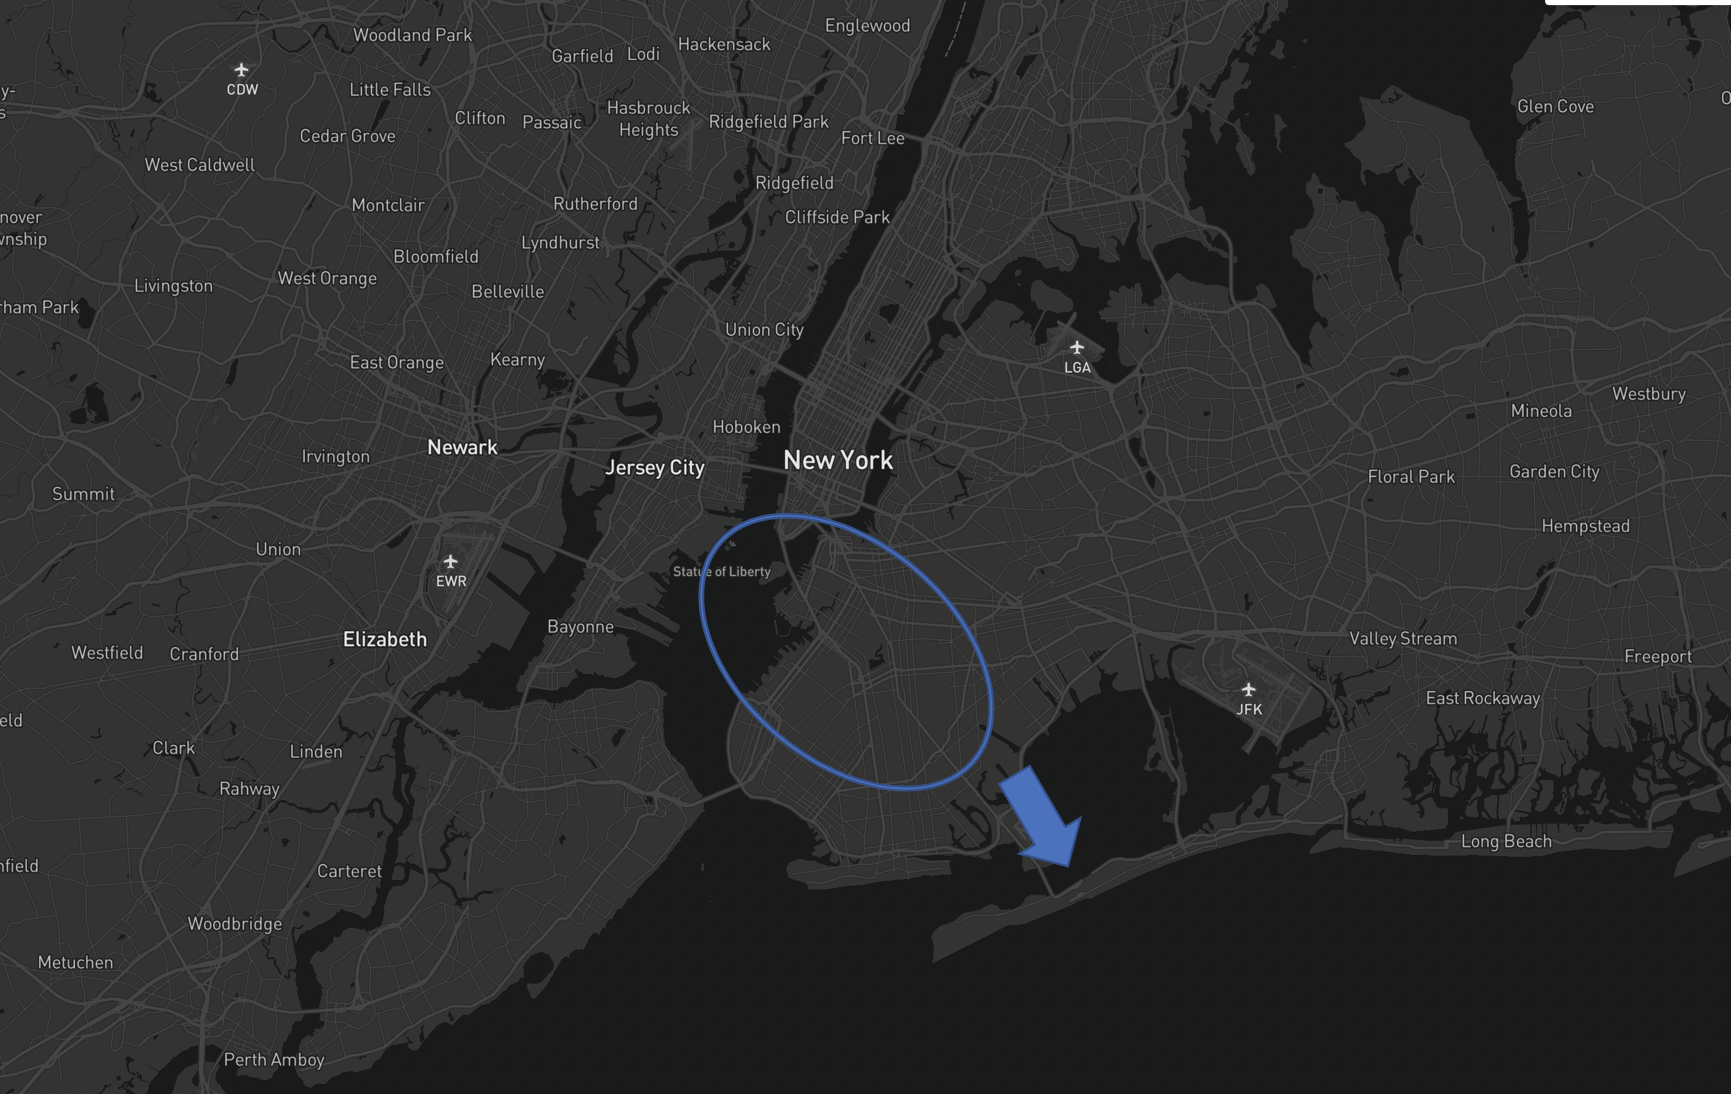 Englewood
Woodland Park
Hackensack
Garfield
Lodi
CDW
Little Falls
y-
s
Glen Cove
O
Hasbrouck
Heights
Clifton
Passaic
Ridgefield Park
Cedar Grove
Fort Lee
West Caldwell
Ridgefield
Montclair
Rutherford
nover
wnship
Cliffside Park
Lyndhurst
Bloomfield
West Orange
Livingston
Belleville
rham Park
Union City
East Orange
Kearny
LGA
Westbury
Mineola
Hoboken
Newark
Irvington
Jersey City
New York
Floral Park
Garden City
Summit
Hempstead
Union
EWR
Statue of Liberty
Bayonne
Elizabeth
Valley Stream
Westfield
Cranford
Freeport
East Rockaway
JFK
eld
Clark
Linden
Rahway
Long Beach
nfield
Carteret
Woodbridge
Metuchen
Perth Amboy